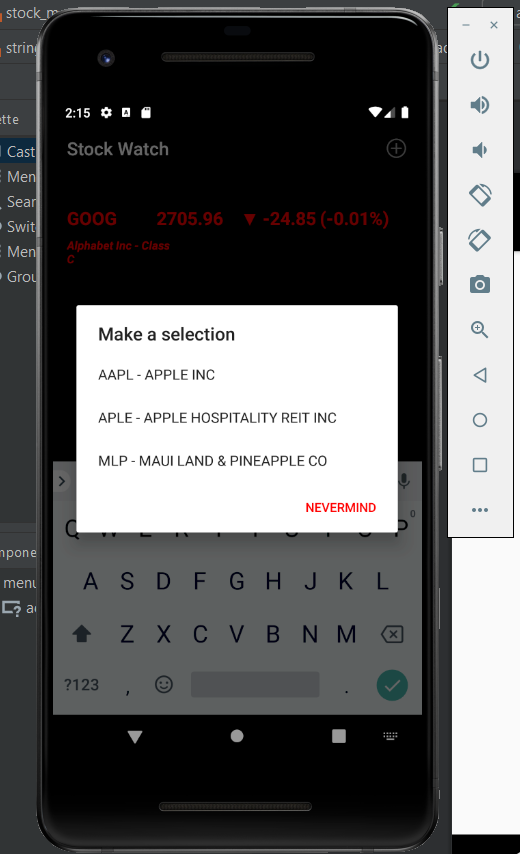 stock_m
string
ette
Cast
Men
Sear
Swit
Men
Grou
mpone
menu
ac
2:15
Stock Watch
GOOG 2705.96 ▼ -24.85 (-0.01%)
Alphabet Inc - Class
C
Make a selection
AAPL - APPLE INC
APLE - APPLE HOSPITALITY REIT INC
MLP - MAUI LAND & PINEAPPLE CO
NEVERMIND
0
A S D F G H J K L
Z X C V B N M
?123 , .